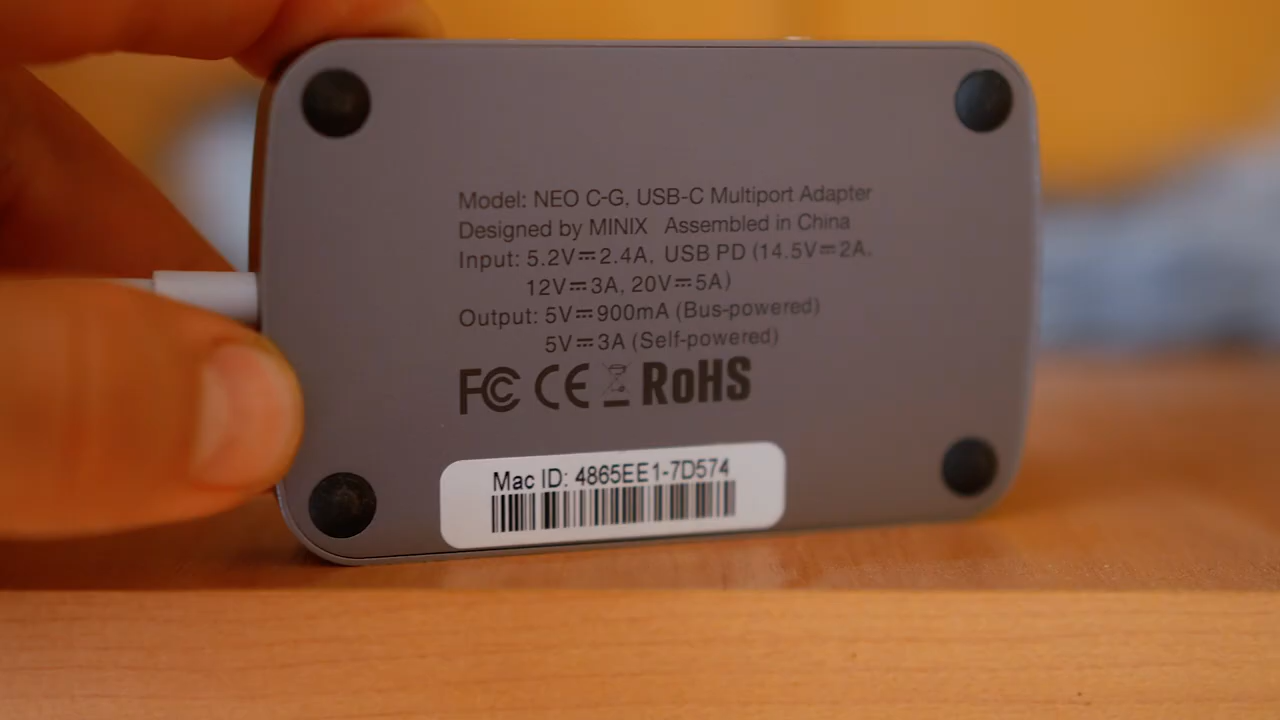 Model: NEO C-G, USB-C Multiport Adapter
Designed by MINIX Assembled in China
Input: 5.2V⎓2.4A, USB PD (14.5V⎓2A,
12V⎓3A, 20V⎓5A)
Output: 5V⎓900mA (Bus-powered)
5V⎓3A (Self-powered)
FC CE RoHS
Mac ID: 4865EE1-7D574